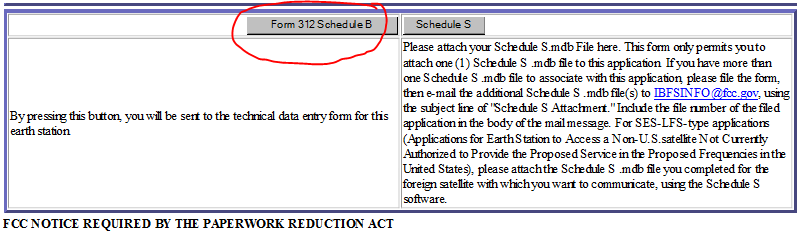 Form 312 Schedule B
Schedule S
By pressing this button, you will be sent to the technical data entry form for this
earth station.
Please attach your Schedule S.mdb File here. This form only permits you to
attach one (1) Schedule S .mdb file to this application. If you have more than
one Schedule S .mdb file to associate with this application, please file the form,
then e-mail the additional Schedule S .mdb file(s) to IBFSINFO@fcc.gov, using
the subject line of "Schedule S Attachment." Include the file number of the filed
application in the body of the mail message. For SES-LFS-type applications
(Applications for Earth Station to Access a Non-U.S.satellite Not Currently
Authorized to Provide the Proposed Service in the Proposed Frequencies in the
United States), please attach the Schedule S .mdb file you completed for the
foreign satellite with which you want to communicate, using the Schedule S
software.
FCC NOTICE REQUIRED BY THE PAPERWORK REDUCTION ACT